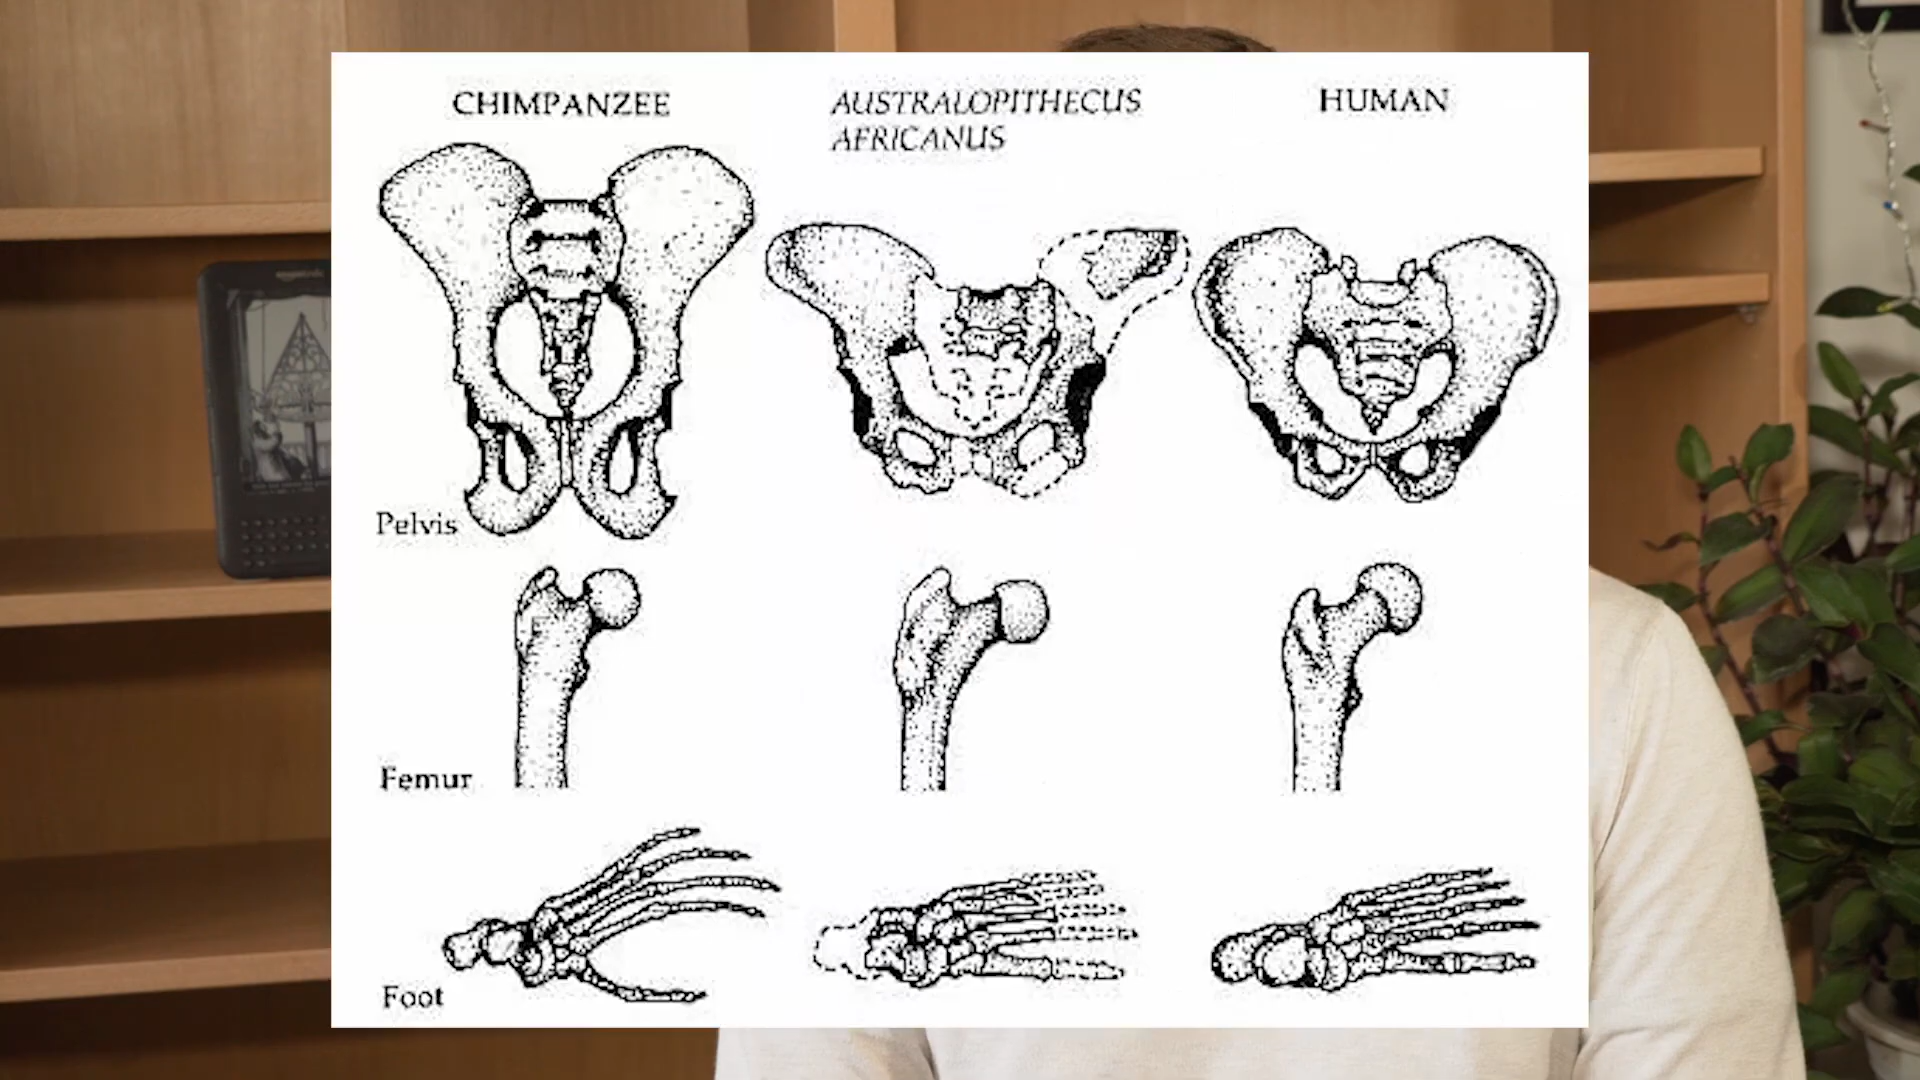 CHIMPANZEE
AUSTRALOPITHECUS
AFRICANUS
HUMAN
Pelvis
Femur
Foot